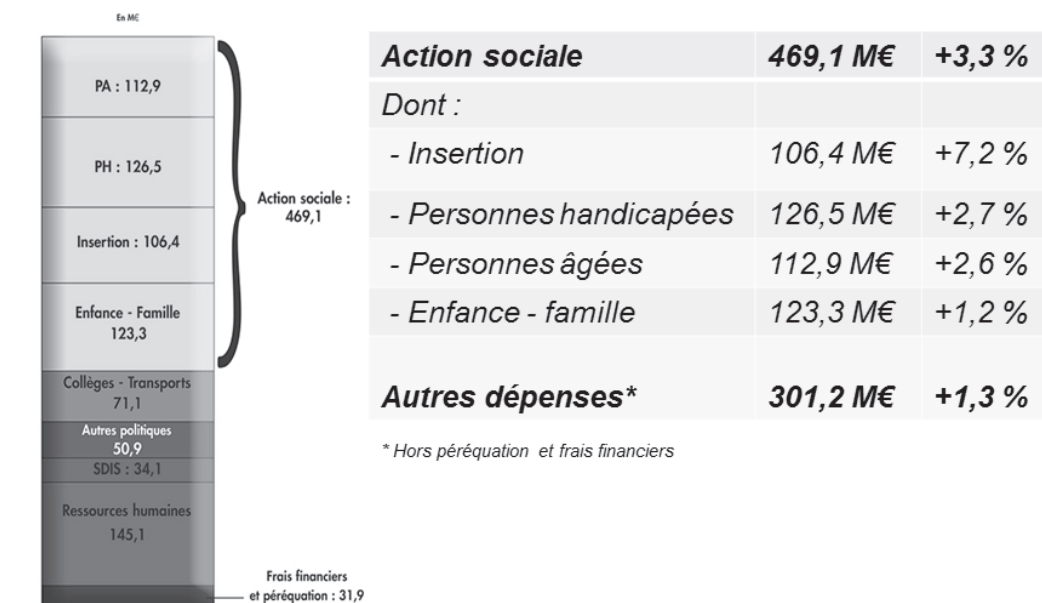 En M€
PA : 112,9
PH : 126,5
Insertion : 106,4
Enfance - Famille
123,3
Collèges - Transports
71,1
Autres politiques
50,9
SDIS : 34,1
Ressources humaines
145,1
Action sociale :
469,1
Frais financiers
et péréquation : 31,9
Action sociale 469,1 M€ +3,3 %
Dont :
- Insertion 106,4 M€ +7,2 %
- Personnes handicapées 126,5 M€ +2,7 %
- Personnes âgées 112,9 M€ +2,6 %
- Enfance - famille 123,3 M€ +1,2 %
Autres dépenses* 301,2 M€ +1,3 %
* Hors péréquation et frais financiers